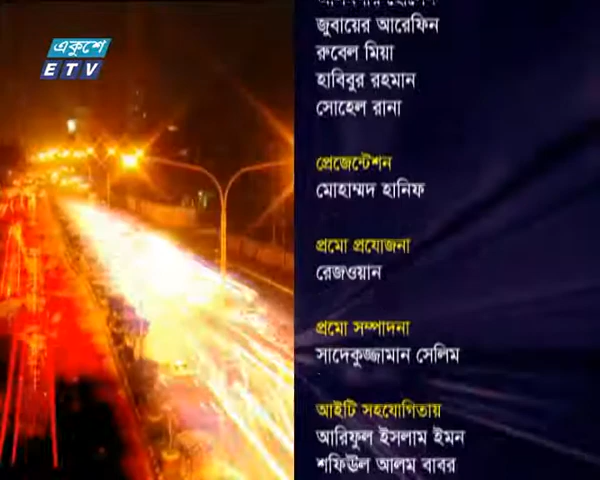 একুশে
ETV
জুবায়ের আরেফিন
রুবেল মিয়া
হাবিবুর রহমান
সোহেল রানা
প্রেজেন্টেশন
মোহাম্মদ হানিফ
প্রমো প্রযোজনা
রেজওয়ান
প্রমো সম্পাদনা
সাদেকুজ্জামান সেলিম
আইটি সহযোগিতায়
আরিফুল ইসলাম ইমন
শফিউল আলম বাবর